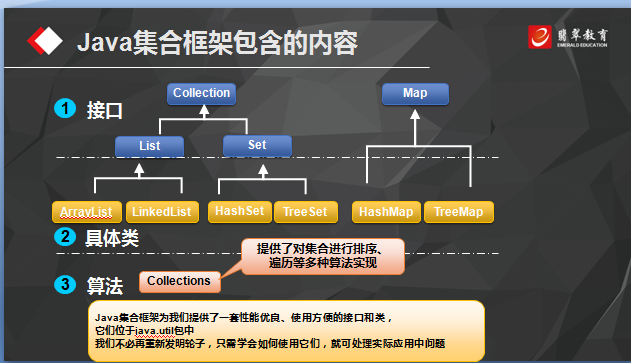 Java集合框架包含的内容
翡翠教育
EMERALD EDUCATION
Collection
Map
1 接口
List
Set
ArrayList
LinkedList
HashSet
TreeSet
HashMap
TreeMap
2 具体类
提供了对集合进行排序、
遍历等多种算法实现
3 算法
Collections
Java集合框架为我们提供了一套性能优良、使用方便的接口和类，
它们位于java.util包中
我们不必再重新发明轮子，只需学会如何使用它们，就可处理实际应用中问题